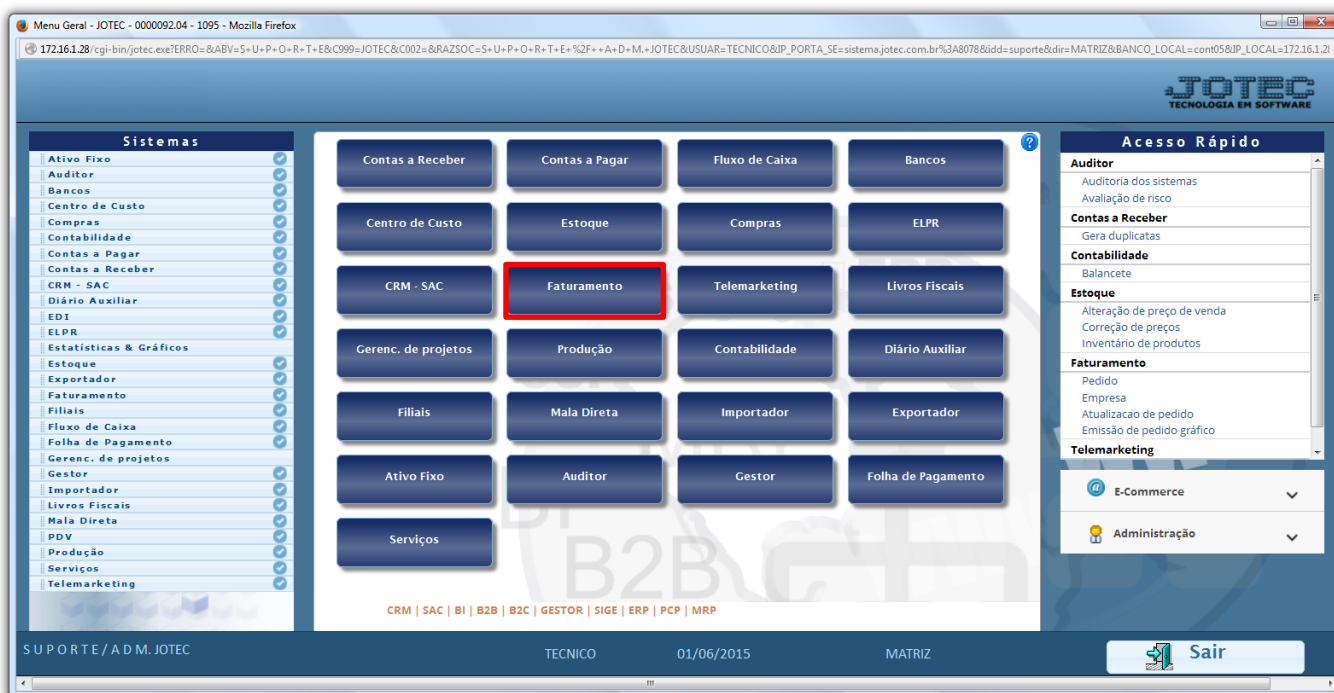 Menu Geral - JOTEC - 0000092.04 - 1095 - Mozilla Firefox
172.16.1.28/cgi-bin/jotec.exe?ERRO=&ABV=S+U+P+O+R+T+E&C999=JOTEC&C002=&RAZSOC=S+U+P+O+R+T+E+%2F++A+D+M.+JOTEC&USUAR=TECNICO&IP_PORTA_SE=sistema.jotec.com.br%3A8078&idd=suporte&dir=MATRIZ&BANCO_LOCAL=cont05&IP_LOCAL=172.16.1.2
JOTEC
TECNOLOGIA EM SOFTWARE
Sistemas
Ativo Fixo
Auditor
Bancos
Centro de Custo
Compras
Contabilidade
Contas a Pagar
Contas a Receber
CRM - SAC
Diário Auxiliar
EDI
ELPR
Estatísticas & Gráficos
Estoque
Exportador
Faturamento
Filiais
Fluxo de Caixa
Folha de Pagamento
Gerenc. de projetos
Gestor
Importador
Livros Fiscais
Mala Direta
PDV
Produção
Serviços
Telemarketing
Contas a Receber
Contas a Pagar
Fluxo de Caixa
Bancos
Centro de Custo
Estoque
Compras
ELPR
CRM - SAC
Faturamento
Telemarketing
Livros Fiscais
Gerenc. de projetos
Produção
Contabilidade
Diário Auxiliar
Filiais
Mala Direta
Importador
Exportador
Ativo Fixo
Auditor
Gestor
Folha de Pagamento
Serviços
BI
B2B
CRM | SAC | BI | B2B | B2C | GESTOR | SIGE | ERP | PCP | MRP
Acesso Rápido
Auditor
Auditoria dos sistemas
Avaliação de risco
Contas a Receber
Gera duplicatas
Contabilidade
Balancete
Estoque
Alteração de preço de venda
Correção de preços
Inventário de produtos
Faturamento
Pedido
Empresa
Atualizacao de pedido
Emissão de pedido gráfico
Telemarketing
E-Commerce
Administração
S U P O R T E / A D M. JOTEC
TECNICO
01/06/2015
MATRIZ
Sair